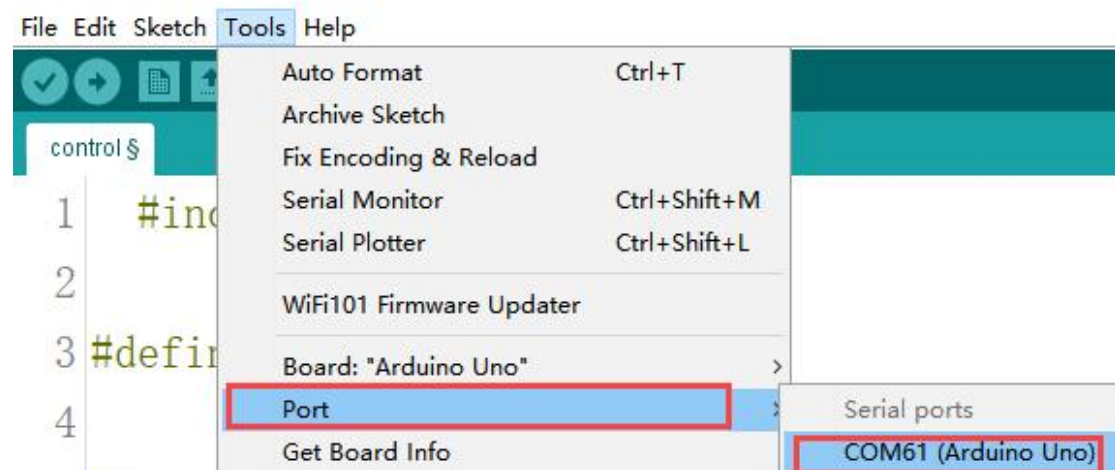 File Edit Sketch Tools Help
Auto Format Ctrl+T
Archive Sketch
control §
Fix Encoding & Reload
1 #inc
Serial Monitor Ctrl+Shift+M
Serial Plotter Ctrl+Shift+L
2
WiFi101 Firmware Updater
3 #defin
Board: "Arduino Uno" >
Port Serial ports
4
Get Board Info COM61 (Arduino Uno)